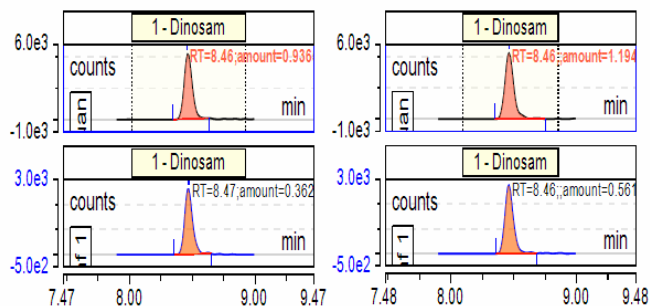 1 - Dinosam
6.0e3
counts
RT=8.46;amount=0.936
min
-1.0e3
1 - Dinosam
6.0e3
counts
RT=8.46;amount=1.194
min
-1.0e3
1 - Dinosam
3.0e3
counts
RT=8.47;amount=0.362
min
-5.0e2
7.47 8.00 9.00 9.47
1 - Dinosam
3.0e3
counts
RT=8.46;,amount=0.561
min
-5.0e2
7.48 8.00 9.00 9.48